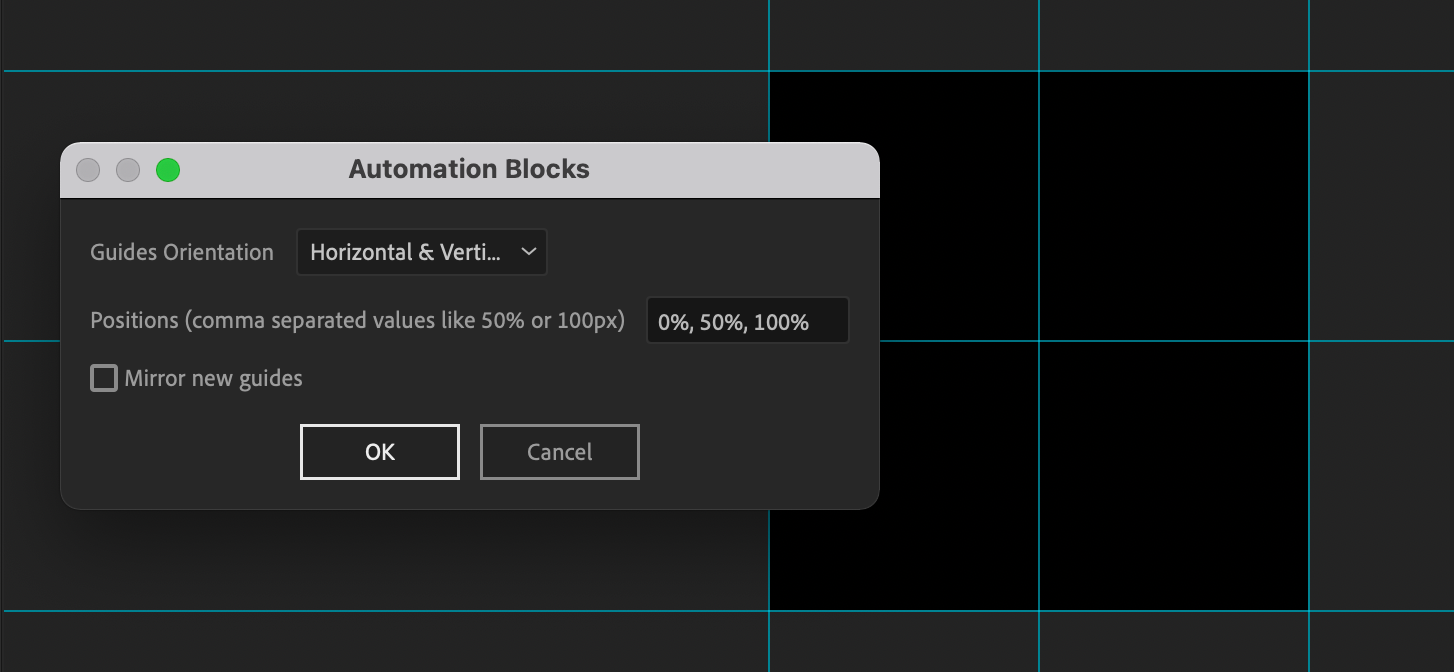 Automation Blocks
Guides Orientation Horizontal & Verti...
Positions (comma separated values like 50% or 100px) 0%, 50%, 100%
Mirror new guides
OK Cancel